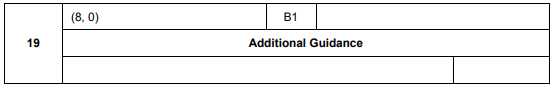 (8, 0) B1
19
Additional Guidance